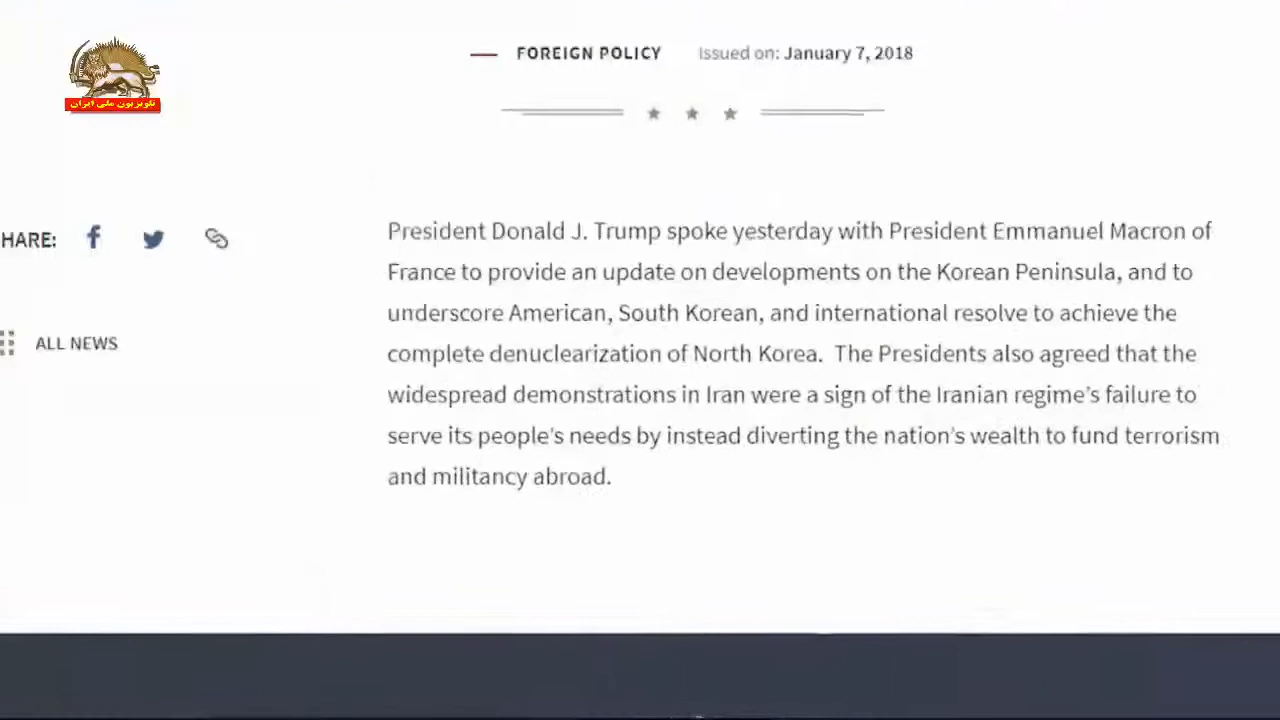 FOREIGN POLICY Issued on: January 7, 2018
تلویزیون ملی ایران
HARE:
ALL NEWS
President Donald J. Trump spoke yesterday with President Emmanuel Macron of
France to provide an update on developments on the Korean Peninsula, and to
underscore American, South Korean, and international resolve to achieve the
complete denuclearization of North Korea.  The Presidents also agreed that the
widespread demonstrations in Iran were a sign of the Iranian regime’s failure to
serve its people’s needs by instead diverting the nation’s wealth to fund terrorism
and militancy abroad.